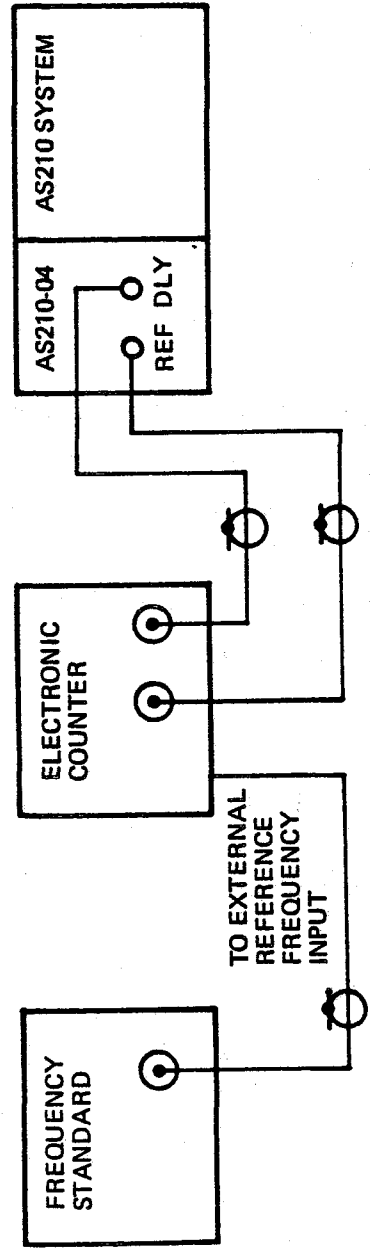 FREQUENCY
STANDARD
TO EXTERNAL
REFERENCE
FREQUENCY
INPUT
ELECTRONIC
COUNTER
AS210-04
REF DLY
AS210 SYSTEM